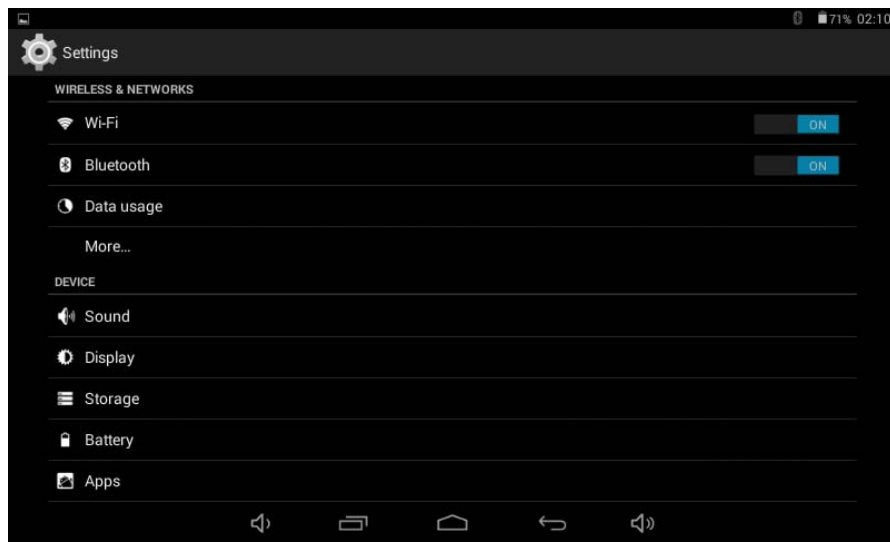 71% 02:10
Settings
WIRELESS & NETWORKS
Wi-Fi ON
Bluetooth ON
Data usage
More...
DEVICE
Sound
Display
Storage
Battery
Apps